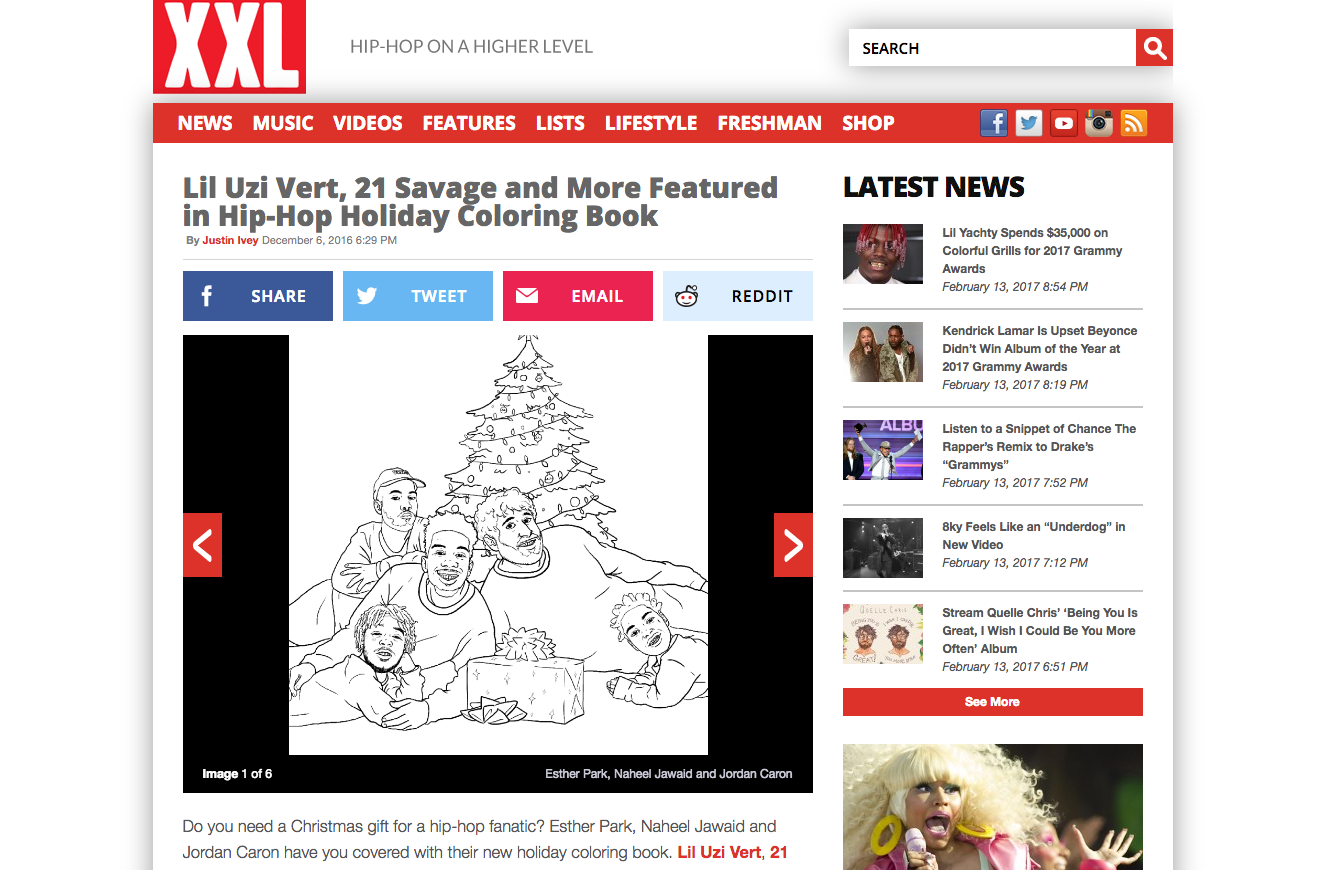 XXL
HIP-HOP ON A HIGHER LEVEL
SEARCH
NEWS MUSIC VIDEOS FEATURES LISTS LIFESTYLE FRESHMAN SHOP
Lil Uzi Vert, 21 Savage and More Featured
in Hip-Hop Holiday Coloring Book
By Justin Ivey December 6, 2016 6:29 PM
SHARE
TWEET
EMAIL
REDDIT
Image 1 of 6
Esther Park, Naheel Jawaid and Jordan Caron
Do you need a Christmas gift for a hip-hop fanatic? Esther Park, Naheel Jawaid and
Jordan Caron have you covered with their new holiday coloring book. Lil Uzi Vert, 21
LATEST NEWS
Lil Yachty Spends $35,000 on
Colorful Grills for 2017 Grammy
Awards
February 13, 2017 8:54 PM
Kendrick Lamar Is Upset Beyonce
Didn’t Win Album of the Year at
2017 Grammy Awards
February 13, 2017 8:19 PM
ALBU
Listen to a Snippet of Chance The
Rapper’s Remix to Drake’s
“Grammys”
February 13, 2017 7:52 PM
8ky Feels Like an “Underdog” in
New Video
February 13, 2017 7:12 PM
QUELLE CHRIS
Stream Quelle Chris’ ‘Being You Is
Great, I Wish I Could Be You More
Often’ Album
February 13, 2017 6:51 PM
See More